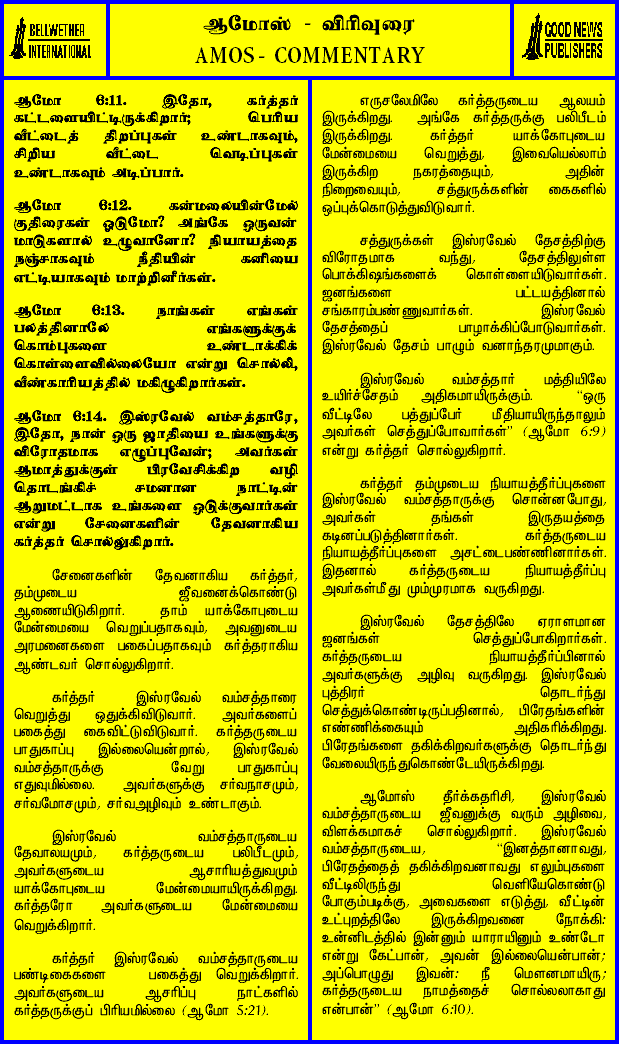 BELLWETHER
INTERNATIONAL
ஆமோஸ் - விரிவுரை
AMOS - COMMENTARY
GOOD NEWS
PUBLISHERS
ஆமோ 6:11. இதோ, கர்த்தர்
கட்டளையிட்டிருக்கிறார்; பெரிய
வீட்டைத் திறப்புகள் உண்டாகவும்,
சிறிய வீட்டை வெடிப்புகள்
உண்டாகவும் அடிப்பார்.
ஆமோ 6:12. கன்மலையின்மேல்
குதிரைகள் ஓடுமோ? அங்கே ஒருவன்
மாடுகளால் உழுவானோ? நியாயத்தை
நஞ்சாகவும் நீதியின் கனியை
எட்டியாகவும் மாற்றினீர்கள்.
ஆமோ 6:13. நாங்கள் எங்கள்
பலத்தினாலே எங்களுக்குக்
கொம்புகளை உண்டாக்கிக்
கொள்ளவில்லையோ என்று சொல்லி,
வீண்காரியத்தில் மகிழுகிறார்கள்.
ஆமோ 6:14. இஸ்ரவேல் வம்சத்தாரே,
இதோ, நான் ஒரு ஜாதியை உங்களுக்கு
விரோதமாக எழுப்புவேன்; அவர்கள்
ஆமாத்துக்குள் பிரவேசிக்கிற வழி
தொடங்கிச் சமனான நாட்டின்
ஆறுமட்டாக உங்களை ஒடுக்குவார்கள்
என்று சேனைகளின் தேவனாகிய
கர்த்தர் சொல்லுகிறார்.
சேனைகளின் தேவனாகிய கர்த்தர்,
தம்முடைய ஜீவனைக்கொண்டு
ஆணையிடுகிறார். தாம் யாக்கோபுடைய
மேன்மையை வெறுப்பதாகவும், அவனுடைய
அரமனைகளை பகைப்பதாகவும் கர்த்தராகிய
ஆண்டவர் சொல்லுகிறார்.
கர்த்தர் இஸ்ரவேல் வம்சத்தாரை
வெறுத்து ஒதுக்கிவிடுவார். அவர்களைப்
பகைத்து கைவிட்டுவிடுவார். கர்த்தருடைய
பாதுகாப்பு இல்லையென்றால், இஸ்ரவேல்
வம்சத்தாருக்கு வேறு பாதுகாப்பு
எதுவுமில்லை. அவர்களுக்கு சர்வநாசமும்,
சர்வமோசமும், சர்வஅழிவும் உண்டாகும்.
இஸ்ரவேல் வம்சத்தாருடைய
தேவாலயமும், கர்த்தருடைய பலிபீடமும்,
அவர்களுடைய ஆசாரியத்துவமும்
யாக்கோபுடைய மேன்மையாயிருக்கிறது.
கர்த்தரோ அவர்களுடைய மேன்மையை
வெறுக்கிறார்.
கர்த்தர் இஸ்ரவேல் வம்சத்தாருடைய
பண்டிகைகளை பகைத்து வெறுக்கிறார்.
அவர்களுடைய ஆசரிப்பு நாட்களில்
கர்த்தருக்குப் பிரியமில்லை (ஆமோ 5:21).
எருசலேமிலே கர்த்தருடைய ஆலயம்
இருக்கிறது. அங்கே கர்த்தருக்கு பலிபீடம்
இருக்கிறது. கர்த்தர் யாக்கோபுடைய
மேன்மையை வெறுத்து, இவையெல்லாம்
இருக்கிற நகரத்தையும், அதின்
நிறைவையும், சத்துருக்களின் கைகளில்
ஒப்புக்கொடுத்துவிடுவார்.
சத்துருக்கள் இஸ்ரவேல் தேசத்திற்கு
விரோதமாக வந்து, தேசத்திலுள்ள
பொக்கிஷங்களைக் கொள்ளையிடுவார்கள்.
ஜனங்களை பட்டயத்தினால்
சங்காரம்பண்ணுவார்கள். இஸ்ரவேல்
தேசத்தைப் பாழாக்கிப்போடுவார்கள்.
இஸ்ரவேல் தேசம் பாழும் வனாந்தரமுமாகும்.
இஸ்ரவேல் வம்சத்தார் மத்தியிலே
உயிர்ச்சேதம் அதிகமாயிருக்கும். “ஒரு
வீட்டிலே பத்துப்பேர் மீதியாயிருந்தாலும்
அவர்கள் செத்துப்போவார்கள்” (ஆமோ 6:9)
என்று கர்த்தர் சொல்லுகிறார்.
கர்த்தர் தம்முடைய நியாயத்தீர்ப்புகளை
இஸ்ரவேல் வம்சத்தாருக்கு சொன்னபோது,
அவர்கள் தங்கள் இருதயத்தை
கடினப்படுத்தினார்கள். கர்த்தருடைய
நியாயத்தீர்ப்புகளை அசட்டைபண்ணினார்கள்.
இதனால் கர்த்தருடைய நியாயத்தீர்ப்பு
அவர்கள்மீது மும்முரமாக வருகிறது.
இஸ்ரவேல் தேசத்திலே ஏராளமான
ஜனங்கள் செத்துப்போகிறார்கள்.
கர்த்தருடைய நியாயத்தீர்ப்பினால்
அவர்களுக்கு அழிவு வருகிறது. இஸ்ரவேல்
புத்திரர் தொடர்ந்து
செத்துக்கொண்டிருப்பதினால், பிரேதங்களின்
எண்ணிக்கையும் அதிகரிக்கிறது.
பிரேதங்களை தகிக்கிறவர்களுக்கு தொடர்ந்து
வேலையிருந்துகொண்டேயிருக்கிறது.
ஆமோஸ் தீர்க்கதரிசி, இஸ்ரவேல்
வம்சத்தாருடைய ஜீவனுக்கு வரும் அழிவை,
விளக்கமாகச் சொல்லுகிறார். இஸ்ரவேல்
வம்சத்தாருடைய, “இனத்தானாவது,
பிரேதத்தைத் தகிக்கிறவனாவது எலும்புகளை
வீட்டிலிருந்து வெளியேகொண்டு
போகும்படிக்கு, அவைகளை எடுத்து, வீட்டின்
உட்புறத்திலே இருக்கிறவனை நோக்கி:
உன்னிடத்தில் இன்னும் யாராயினும் உண்டோ
என்று கேட்பான், அவன் இல்லையென்பான்;
அப்பொழுது இவன்: நீ மௌனமாயிரு;
கர்த்தருடைய நாமத்தைச் சொல்லலாகாது
என்பான்” (ஆமோ 6:10).